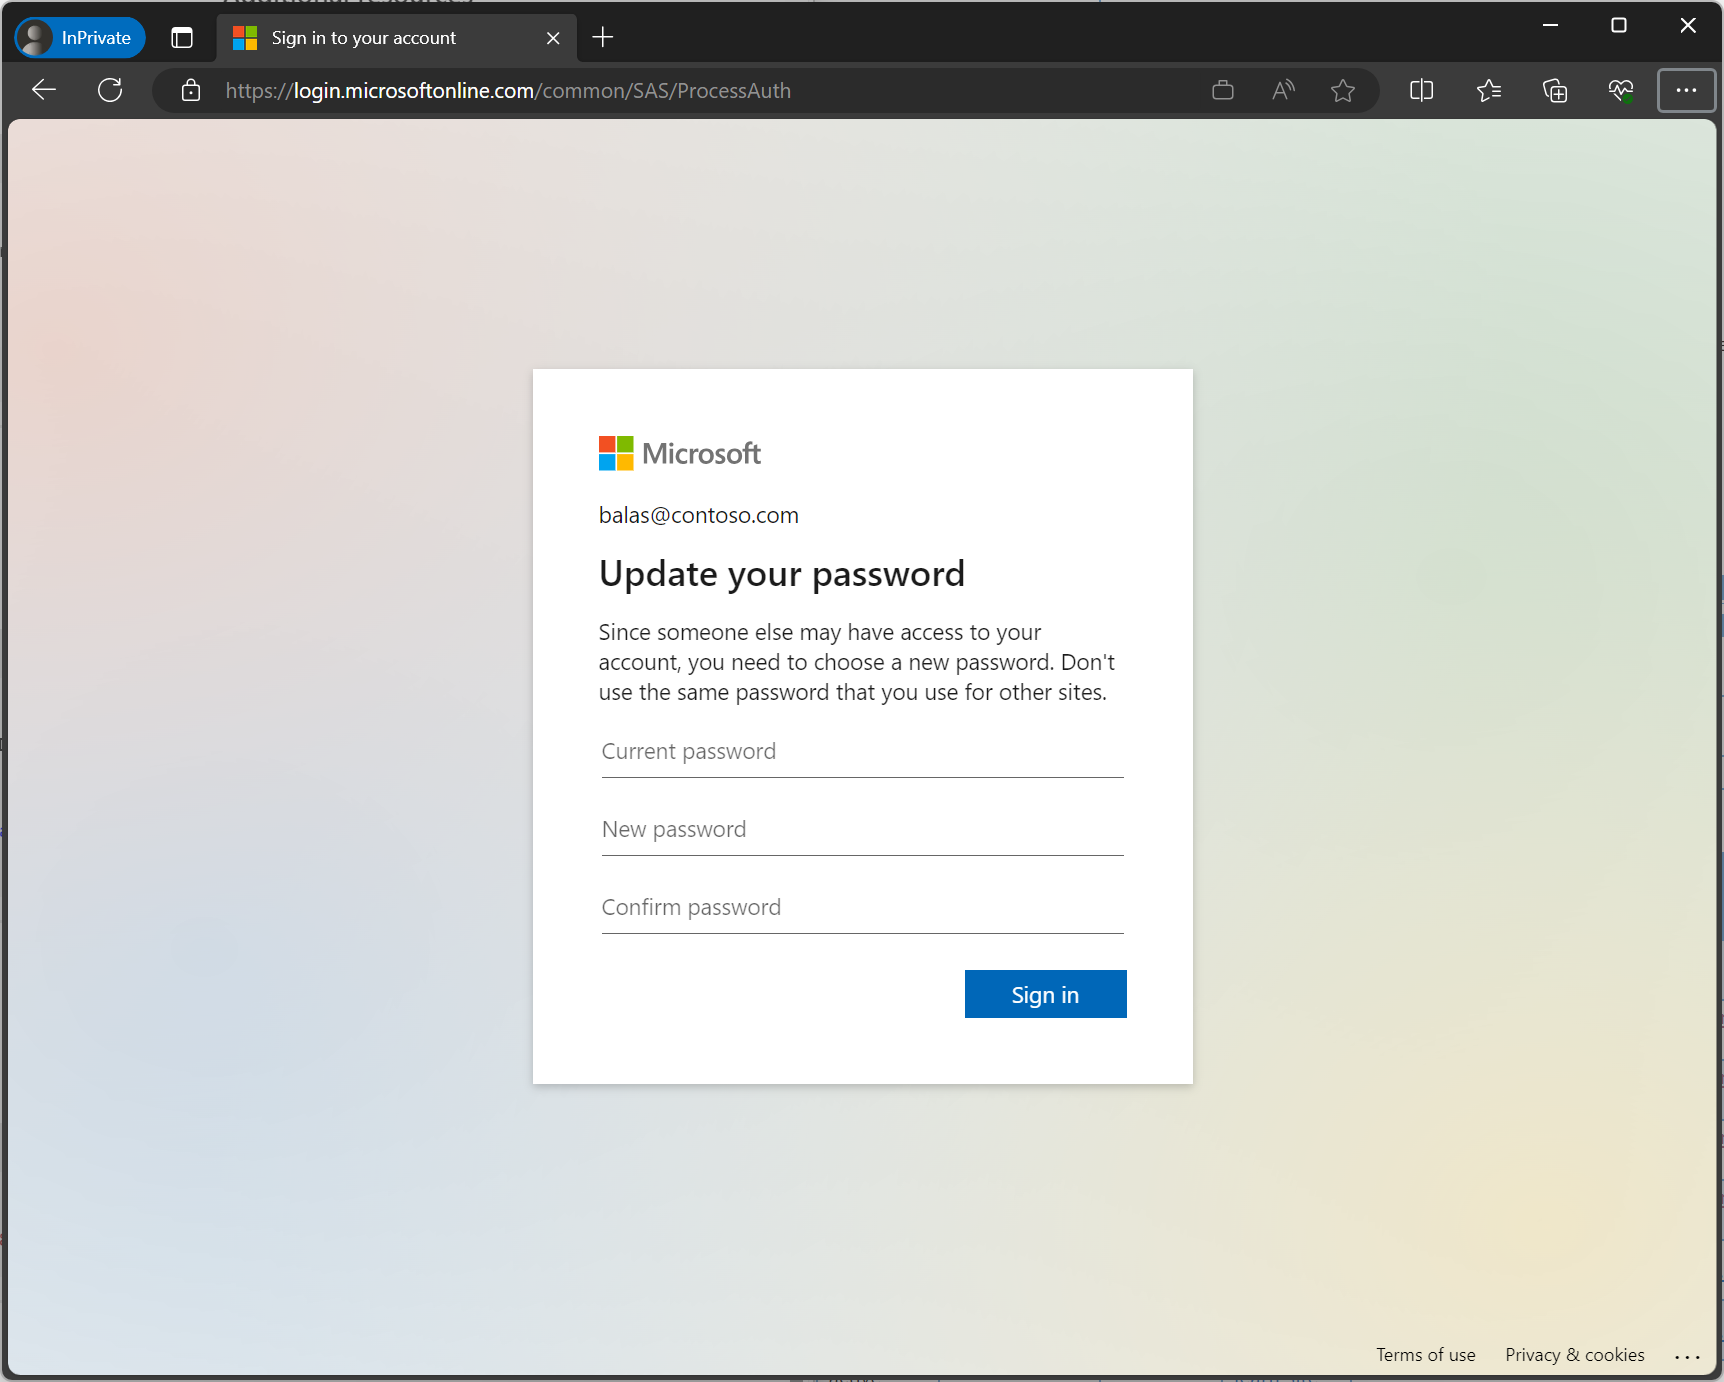 InPrivate
Sign in to your account
https://login.microsoftonline.com/common/SAS/ProcessAuth
Microsoft
balas@contoso.com
Update your password
Since someone else may have access to your
account, you need to choose a new password. Don't
use the same password that you use for other sites.
Current password
New password
Confirm password
Sign in
Terms of use
Privacy & cookies
...